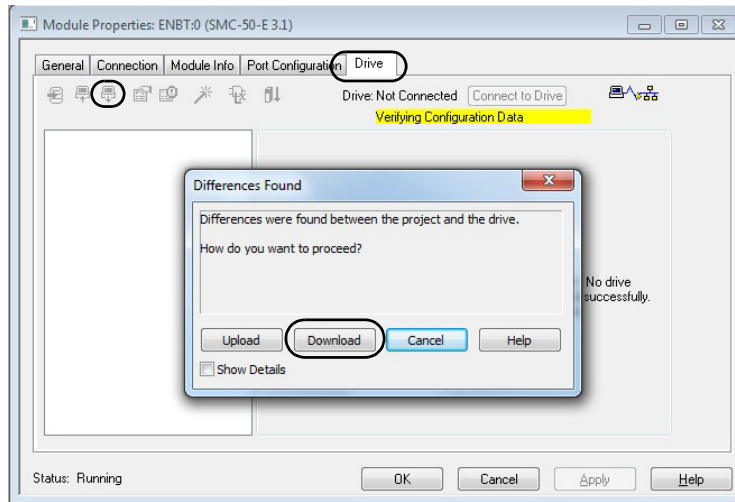 Module Properties: ENBT:0 (SMC-50-E 3.1)
General Connection Module Info Port Configuration Drive
Drive: Not Connected Connect to Drive
Verifying Configuration Data
Differences Found
Differences were found between the project and the drive.
How do you want to proceed?
No drive
successfully.
Upload Download Cancel Help
Show Details
Status: Running OK Cancel Apply Help